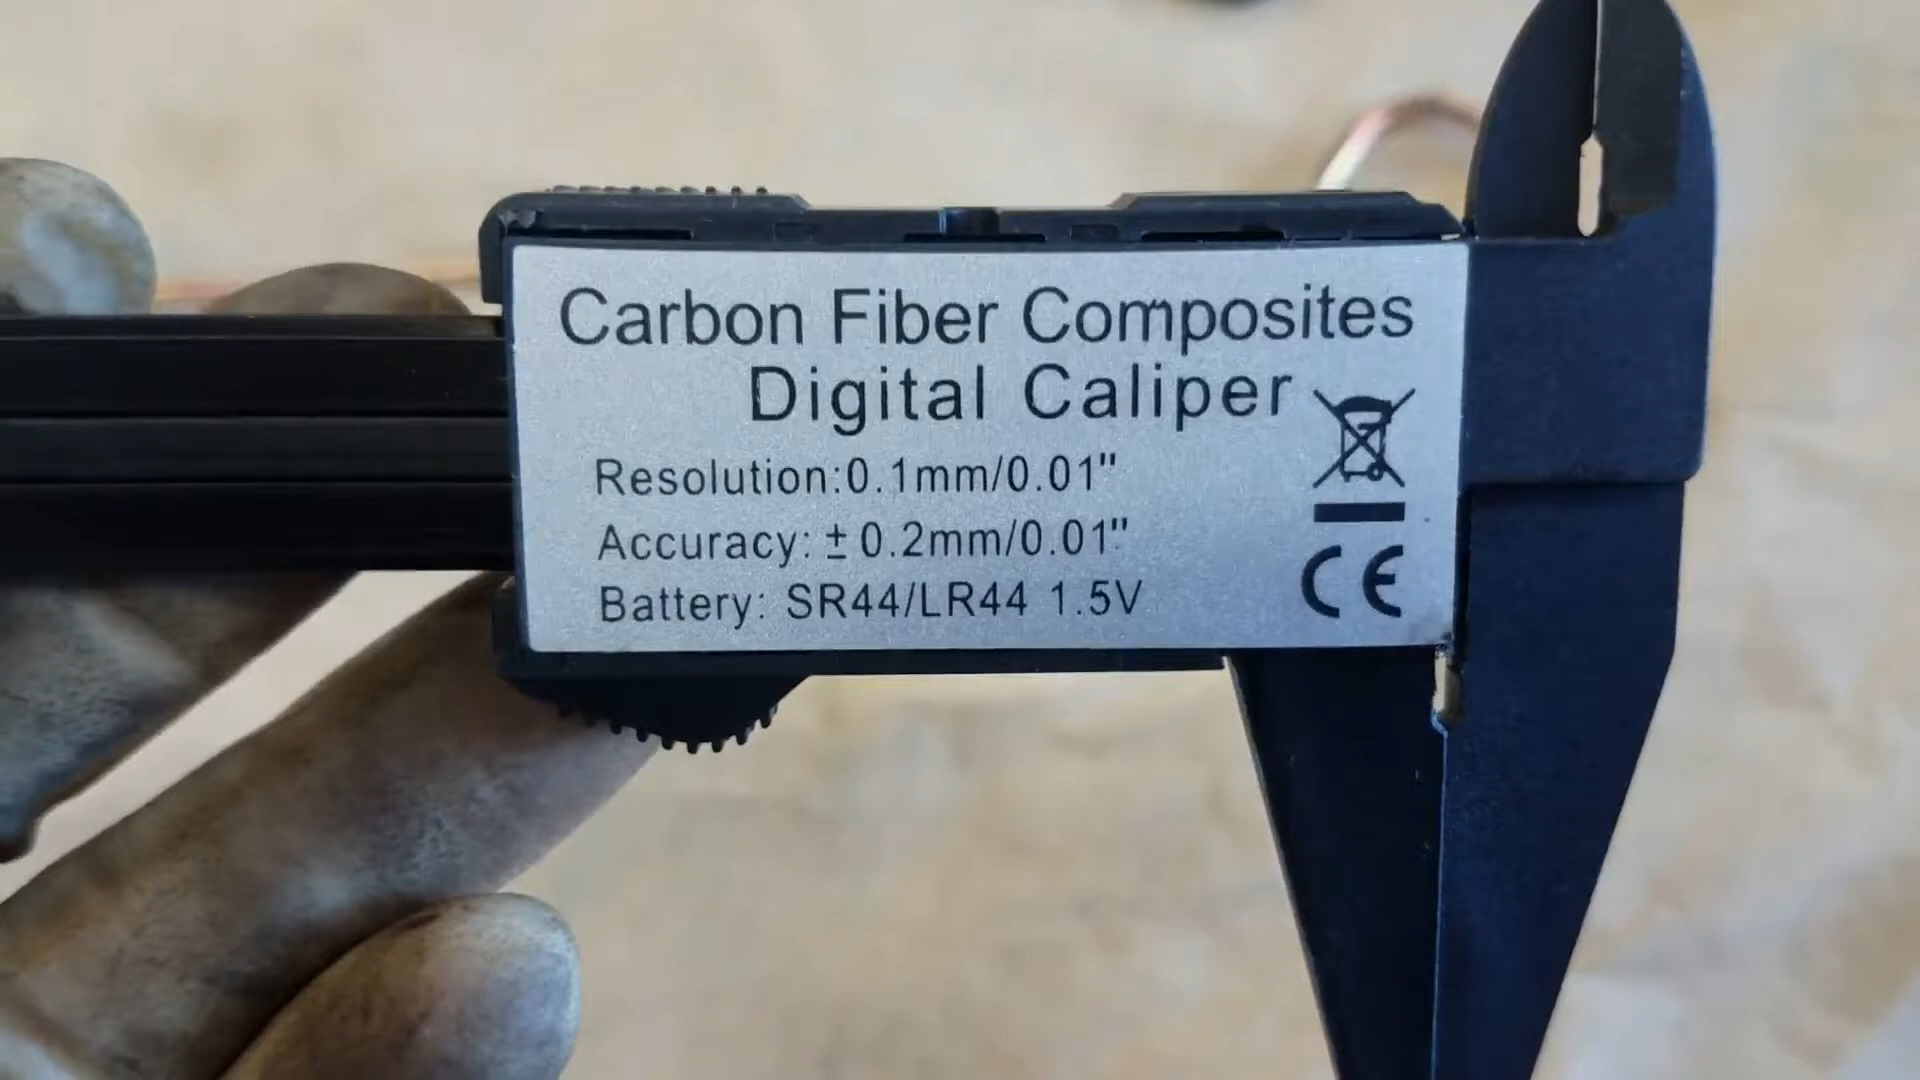 Carbon Fiber Composites
Digital Caliper
Resolution:0.1mm/0.01"
Accuracy: ±0.2mm/0.01"
Battery: SR44/LR44 1.5V
CE